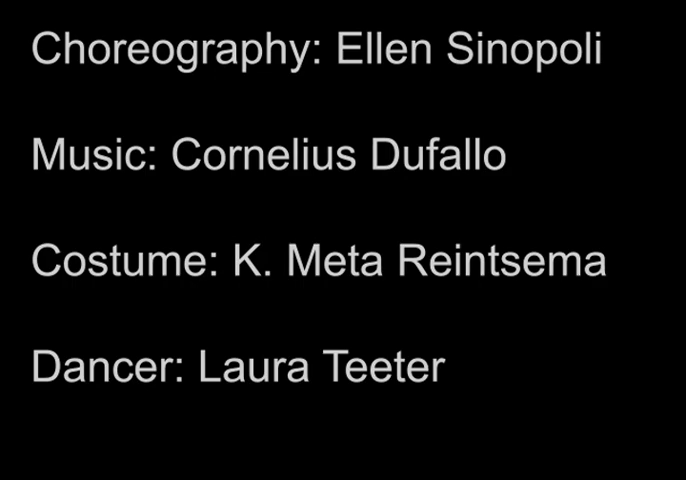 Choreography: Ellen Sinopoli
Music: Cornelius Dufallo
Costume: K. Meta Reintsema
Dancer: Laura Teeter